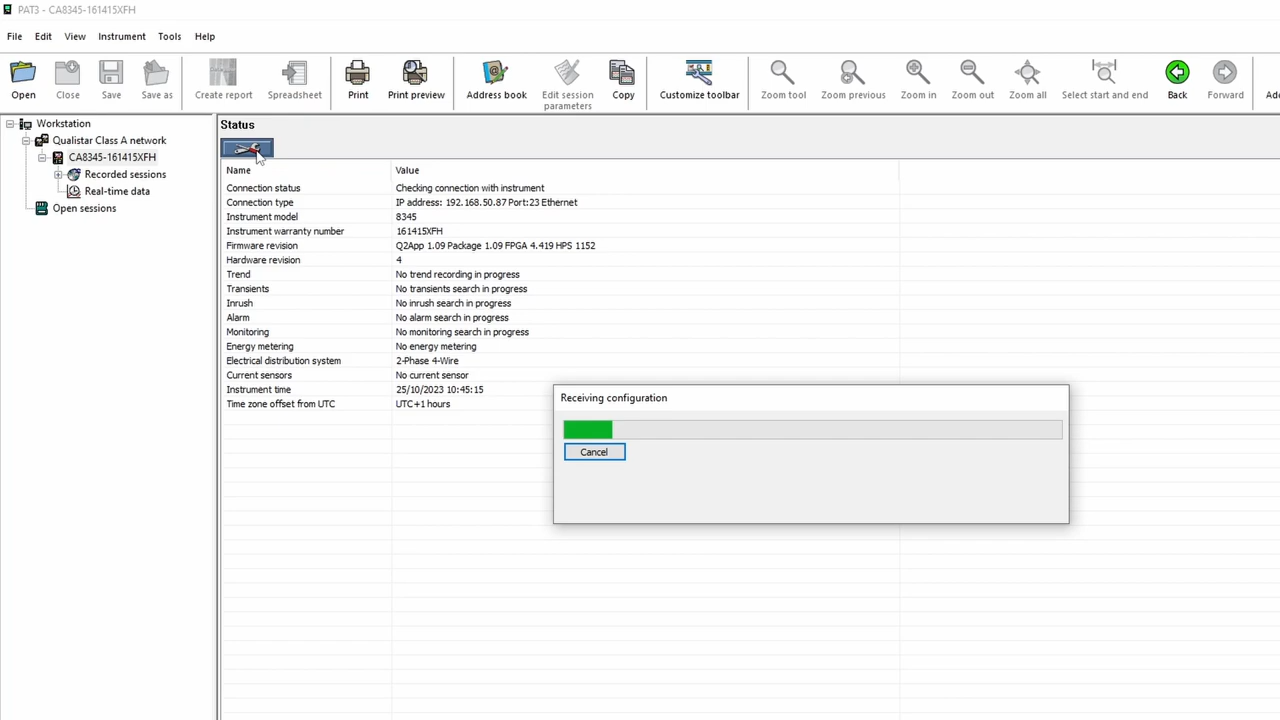 PAT3 - CA8345-161415XFH
File Edit View Instrument Tools Help
Open Close Save Save as Create report Spreadsheet Print Print preview Address book Edit session parameters Copy Customize toolbar Zoom tool Zoom previous Zoom in Zoom out Zoom all Select start and end Back Forward
Workstation
Qualistar Class A network
CA8345-161415XFH
Recorded sessions
Real-time data
Open sessions
Status
Name Value
Connection status Checking connection with instrument
Connection type IP address: 192.168.50.87 Port:23 Ethernet
Instrument model 8345
Instrument warranty number 161415XFH
Firmware revision Q2App 1.09 Package 1.09 FPGA 4.419 HPS 1152
Hardware revision 4
Trend No trend recording in progress
Transients No transients search in progress
Inrush No inrush search in progress
Alarm No alarm search in progress
Monitoring No monitoring search in progress
Energy metering No energy metering
Electrical distribution system 2-Phase 4-Wire
Current sensors No current sensor
Instrument time 25/10/2023 10:45:15
Time zone offset from UTC UTC+1 hours
Receiving configuration
Cancel